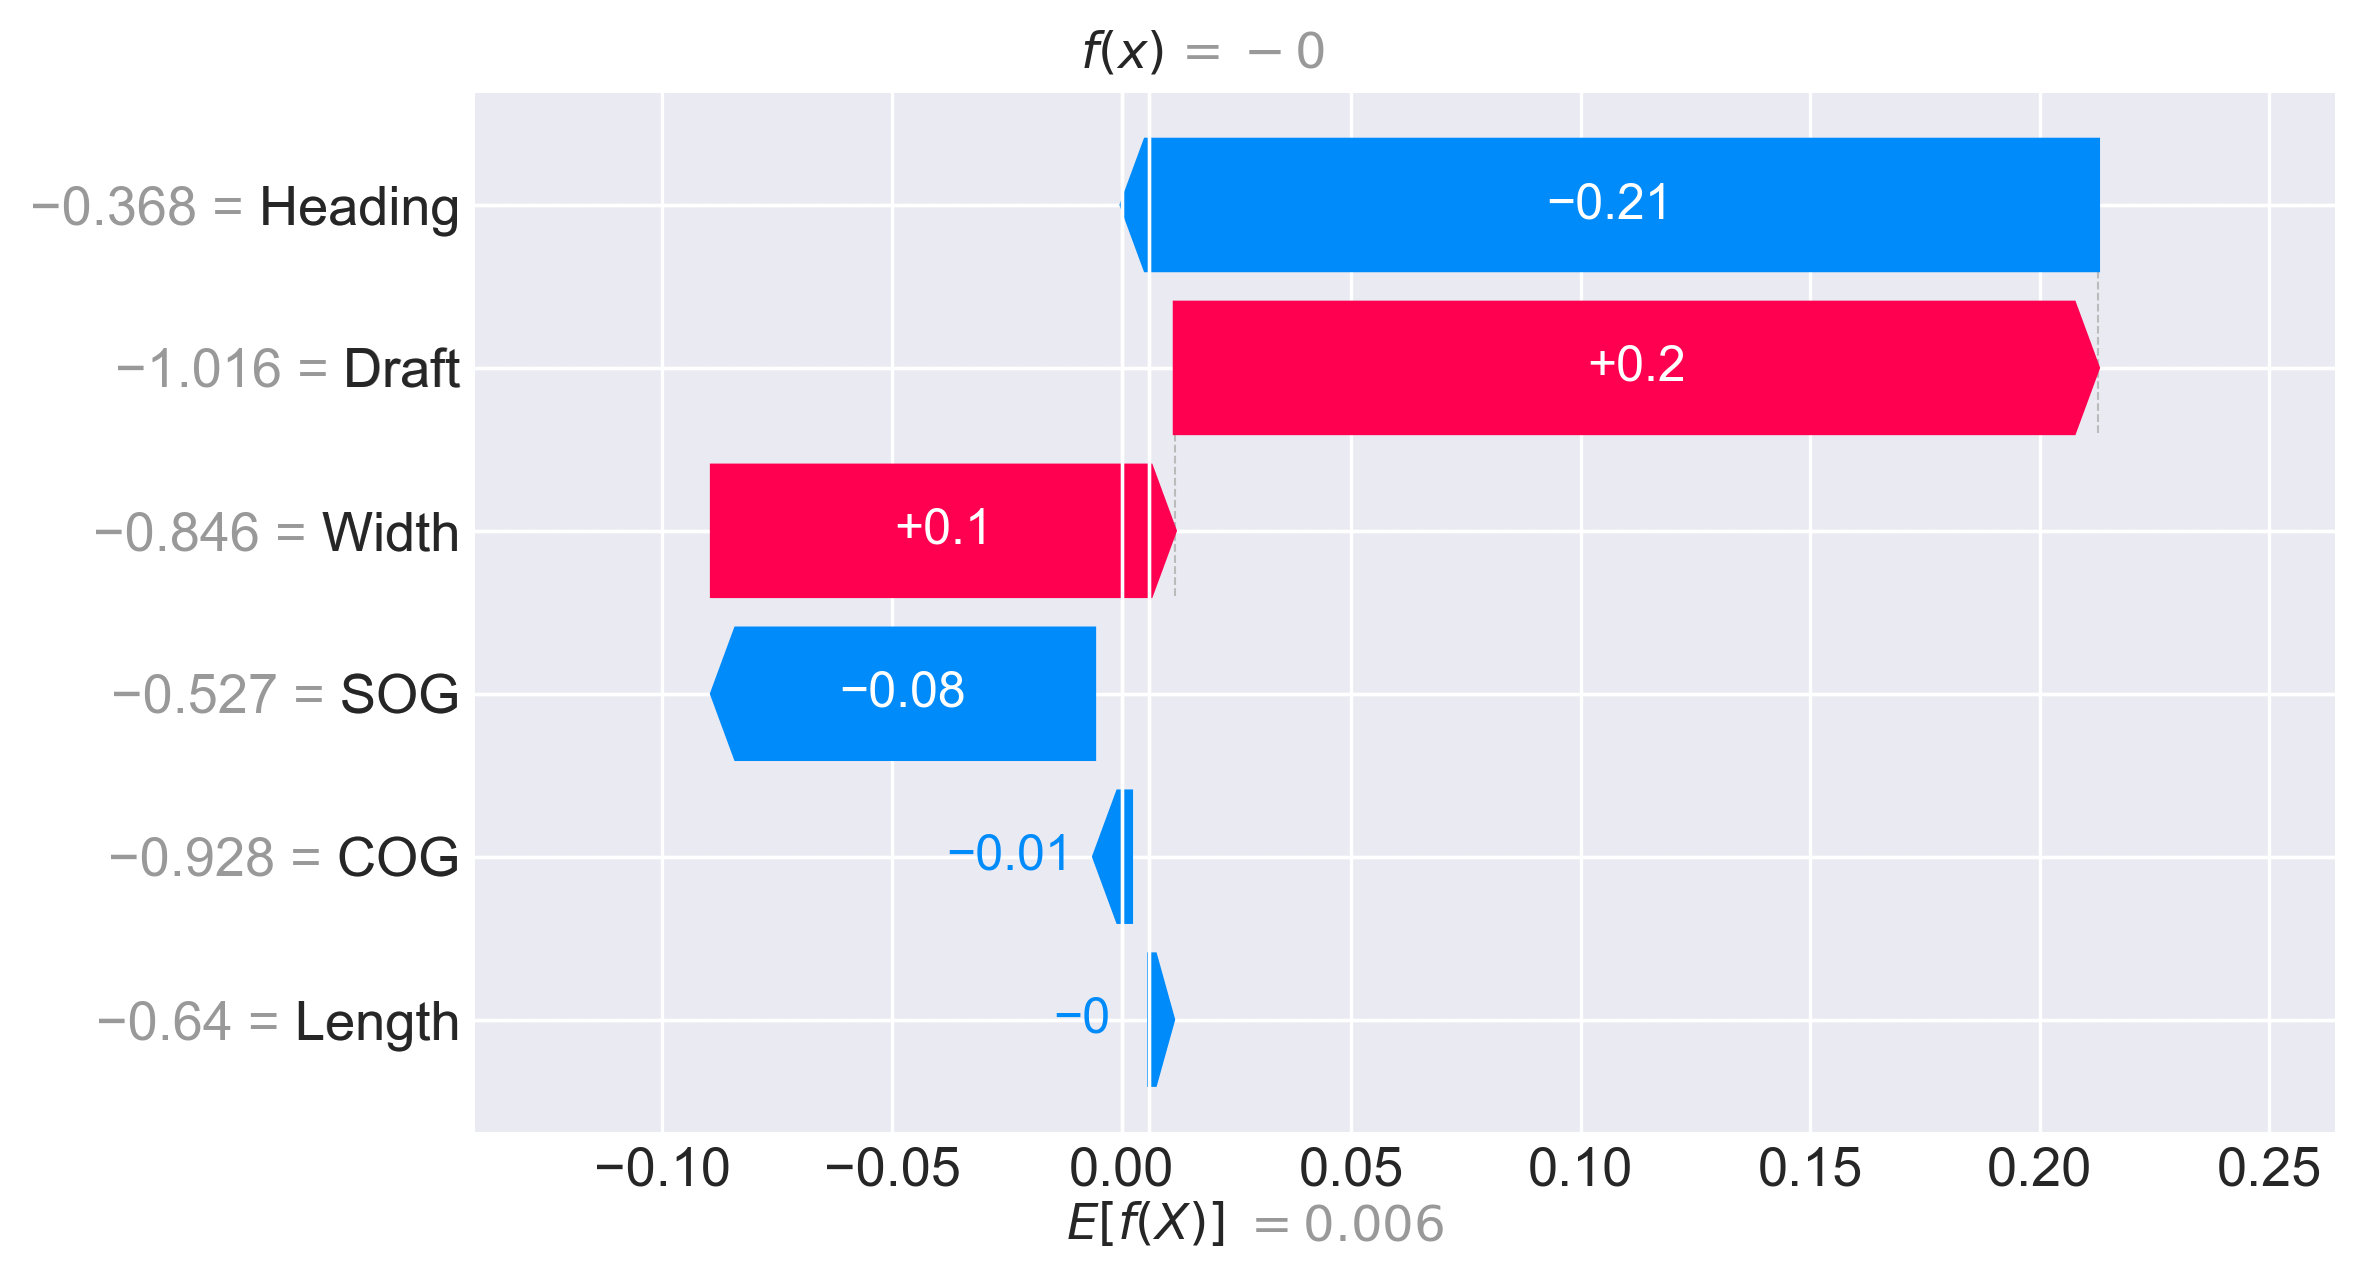 f(x) = −0
−0.368 = Heading
−0.21
−1.016 = Draft
+0.2
−0.846 = Width
+0.1
−0.527 = SOG
−0.08
−0.928 = COG
−0.01
−0.64 = Length
−0
−0.10 −0.05 0.00 0.05 0.10 0.15 0.20 0.25
E[f(X)] = 0.006